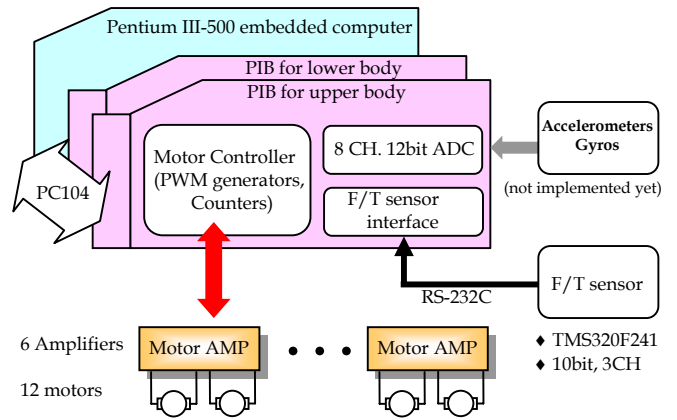 Pentium III-500 embedded computer
PIB for lower body
PIB for upper body
Motor Controller
(PWM generators,
Counters)
8 CH. 12bit ADC
F/T sensor
interface
Accelerometers
Gyros
(not implemented yet)
PC104
RS-232C
F/T sensor
♦ TMS320F241
♦ 10bit, 3CH
6 Amplifiers
Motor AMP
• • •
Motor AMP
12 motors